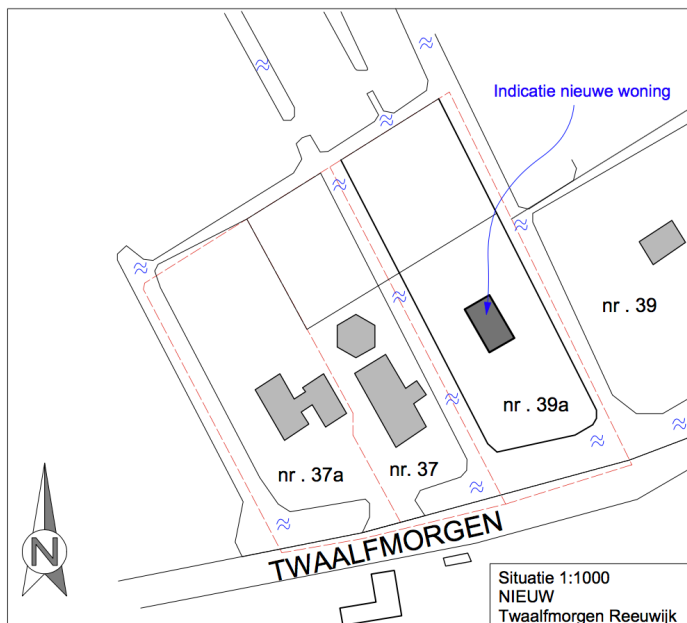 Indicatie nieuwe woning
nr . 39
nr . 39a
nr . 37a
nr. 37
TWAALFMORGEN
N
Situatie 1:1000
NIEUW
Twaalfmorgen Reeuwijk